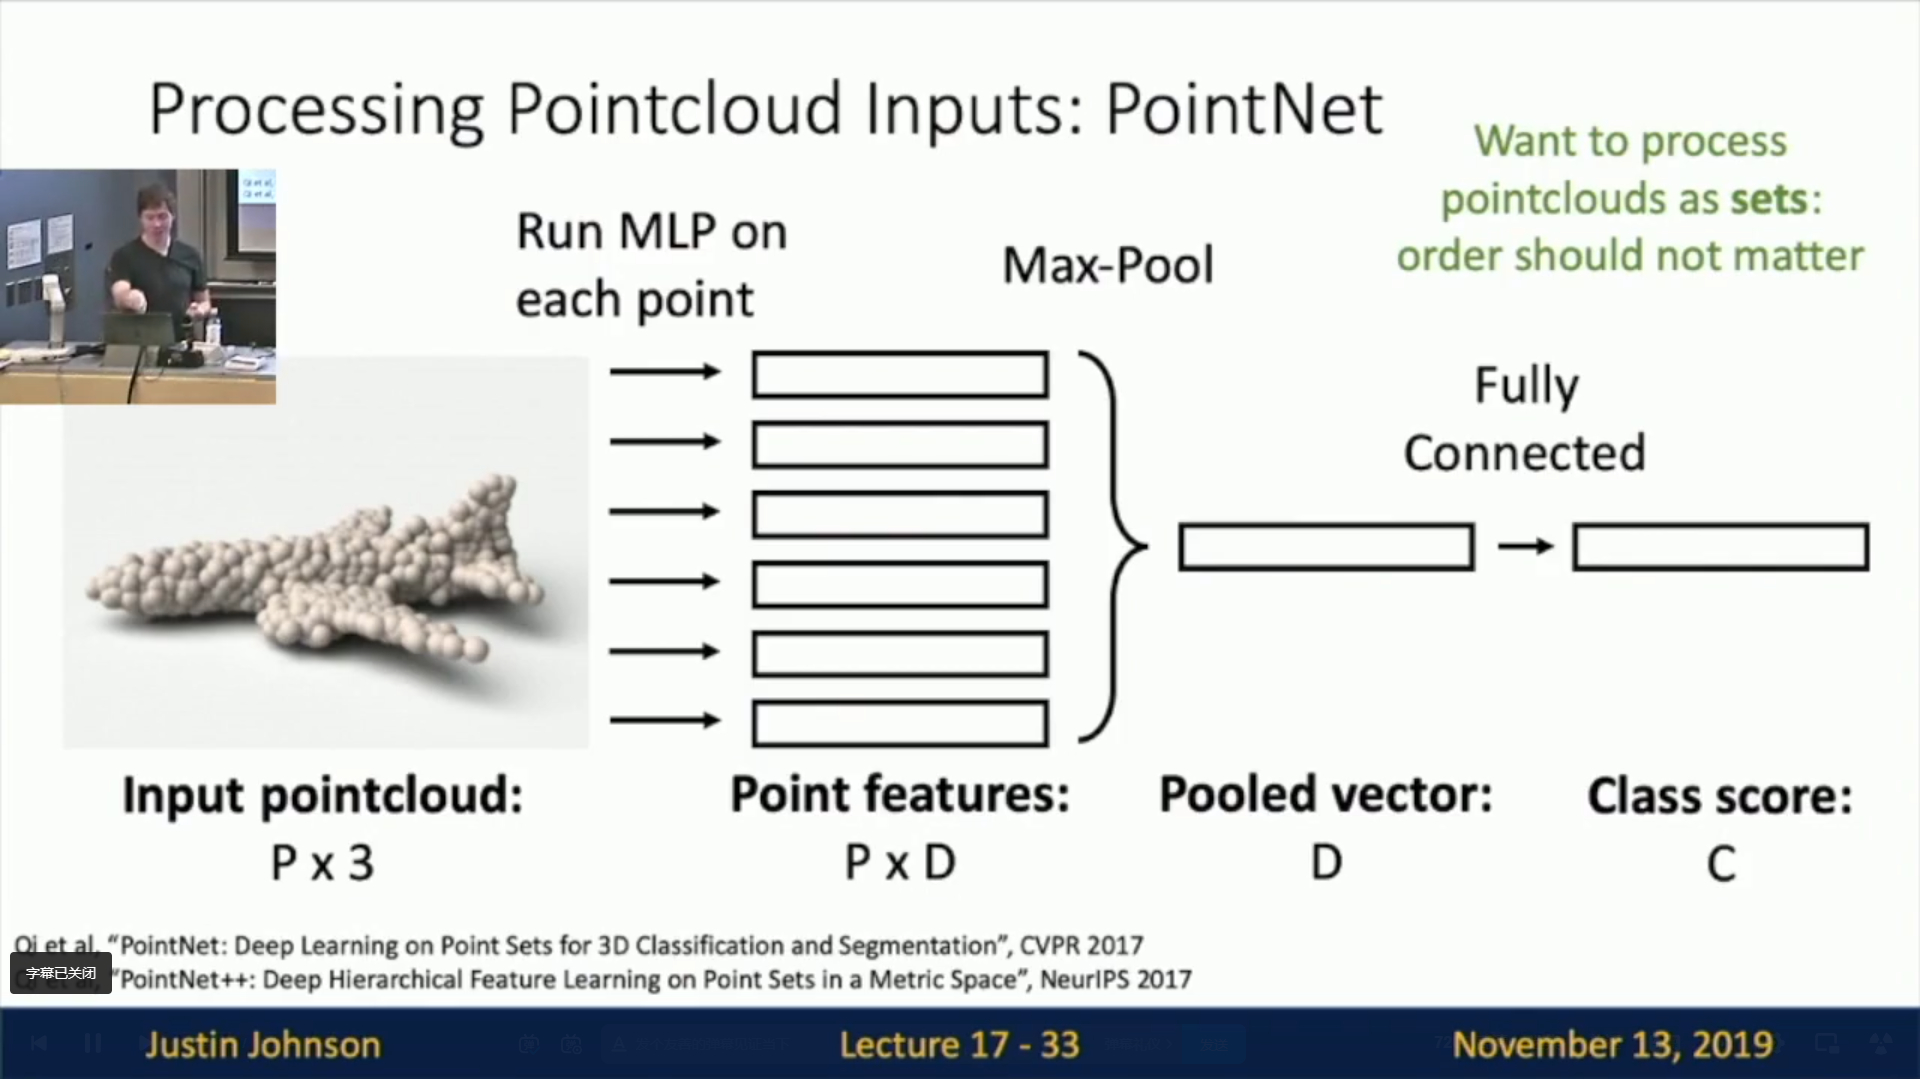 Processing Pointcloud Inputs: PointNet
Want to process
pointclouds as sets:
order should not matter
Run MLP on
each point
Max-Pool
Fully
Connected
Input pointcloud:
P x 3
Point features:
P x D
Pooled vector:
D
Class score:
C
Qi et al, “PointNet: Deep Learning on Point Sets for 3D Classification and Segmentation”, CVPR 2017
字幕已关闭
et al, “PointNet++: Deep Hierarchical Feature Learning on Point Sets in a Metric Space”, NeurIPS 2017
Justin Johnson
Lecture 17 - 33
November 13, 2019